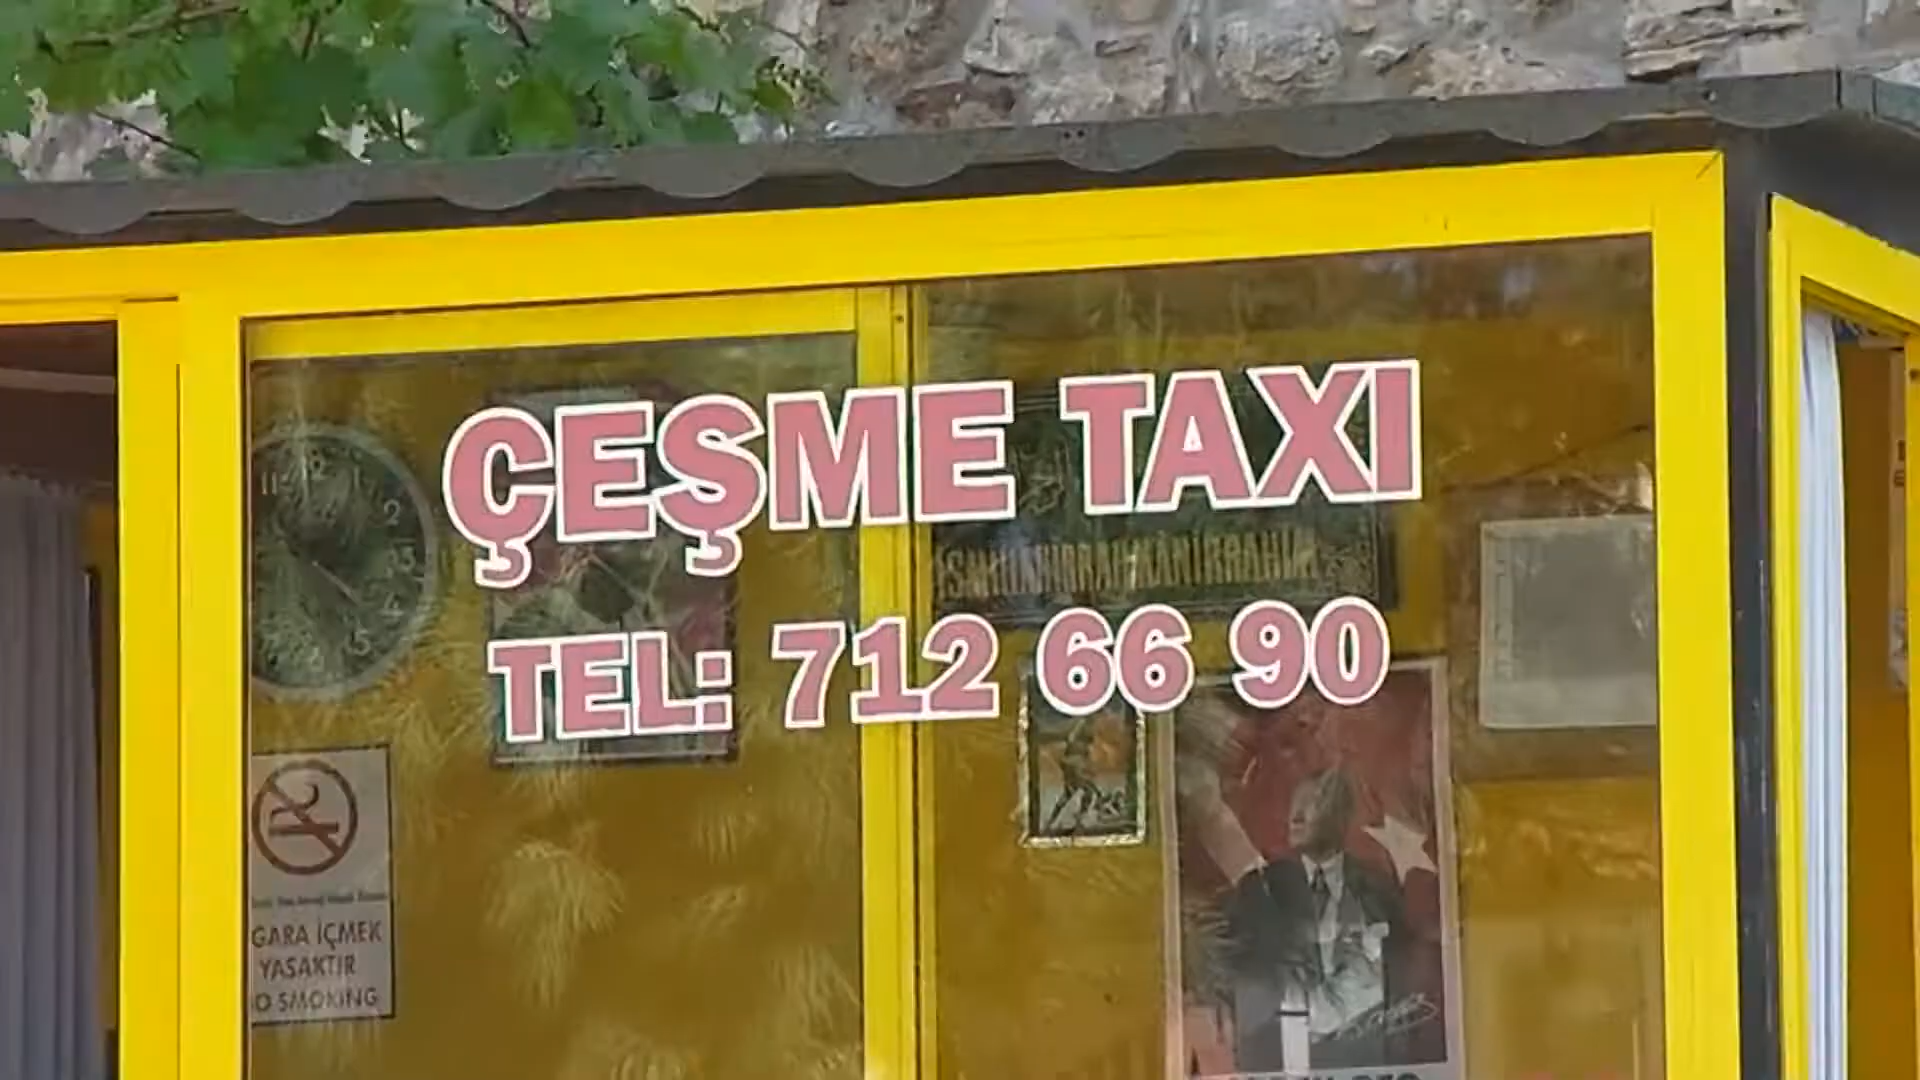 ÇEŞME TAXI
TEL: 712 66 90
GARA İÇMEK
YASAKTIR
O SMOKING